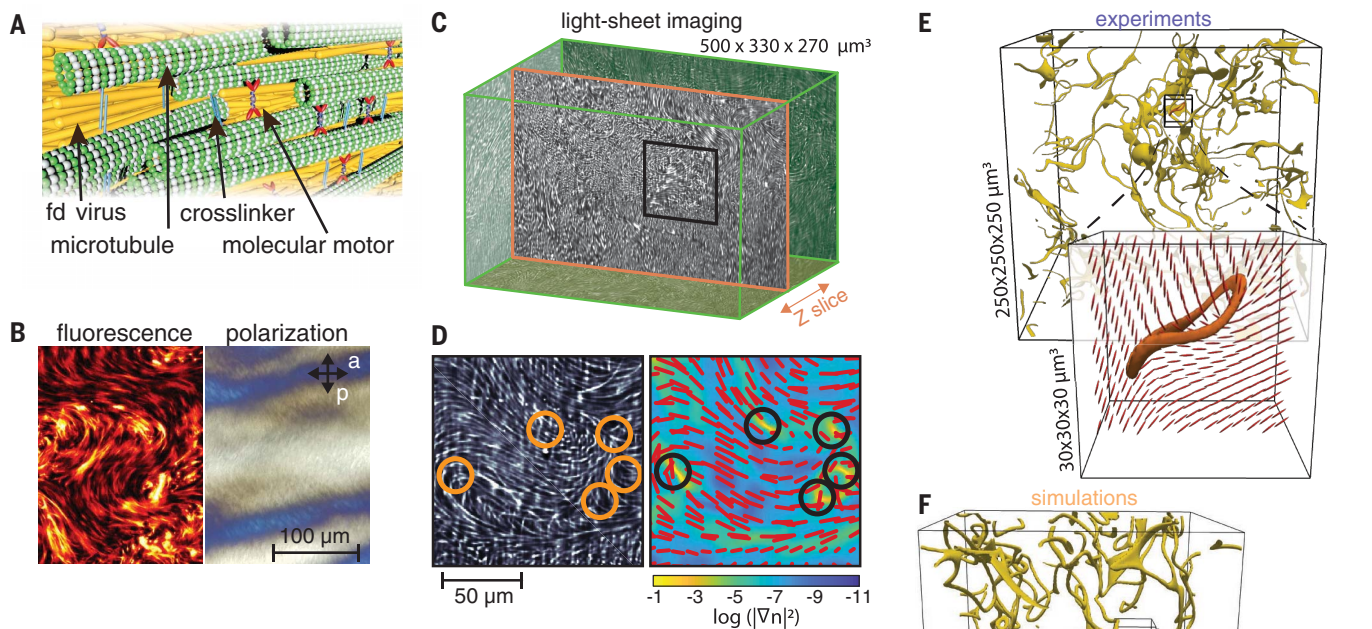 A
fd virus
crosslinker
microtubule
molecular motor
B
fluorescence
polarization
a
p
100 µm
C
light-sheet imaging
500 x 330 x 270 µm³
Z slice
D
50 µm
-1 -3 -5 -7 -9 -11
log (|∇n|²)
E
experiments
250x250x250 µm³
30x30x30 µm³
F
simulations